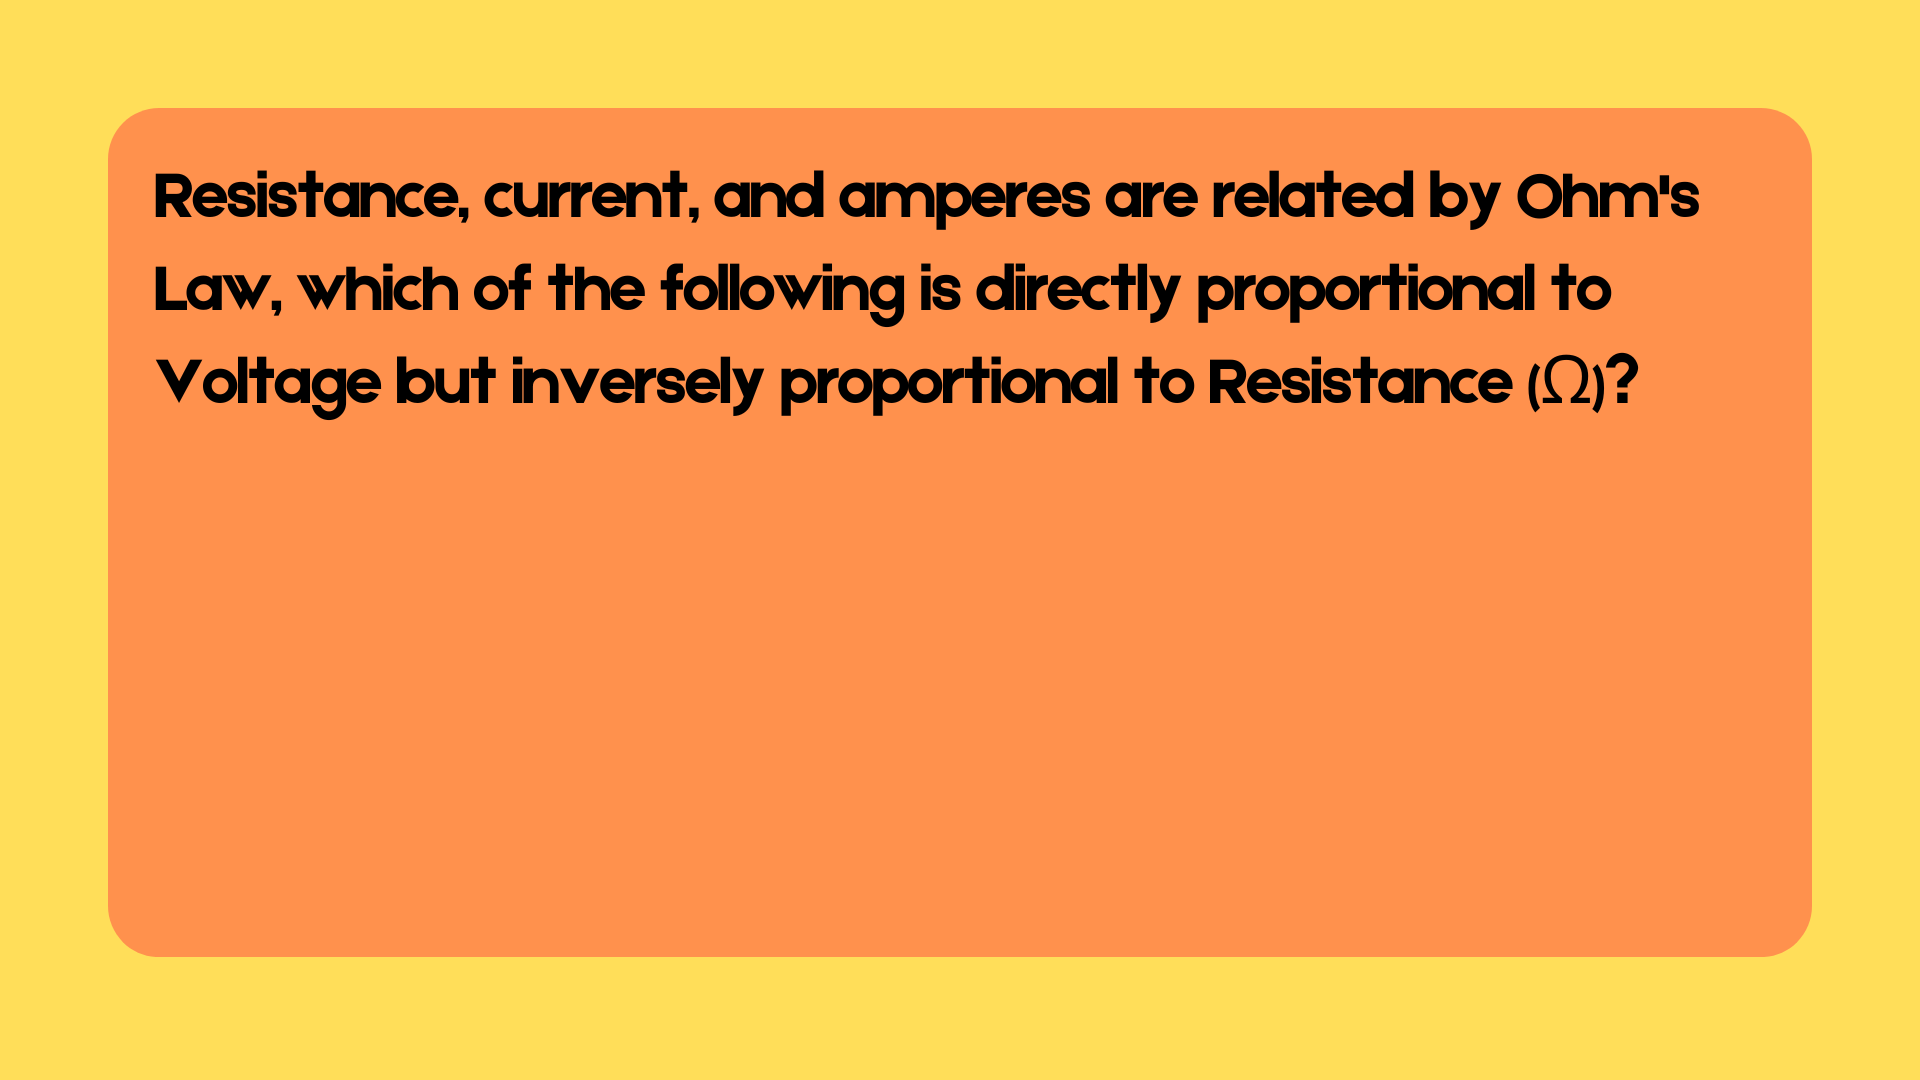 Resistance, current, and amperes are related by Ohm's
Law, which of the following is directly proportional to
Voltage but inversely proportional to Resistance (Ω)?